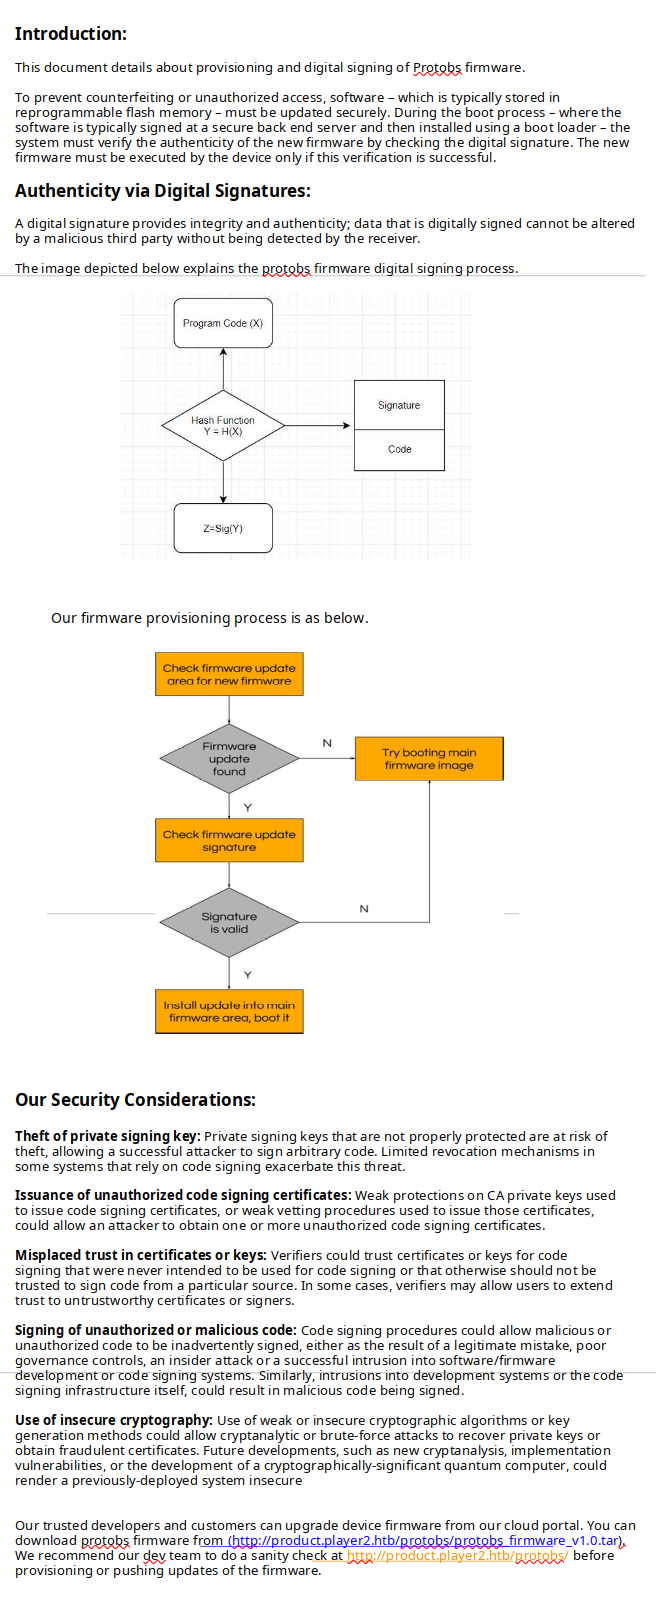 Introduction:
This document details about provisioning and digital signing of Protobs firmware.
To prevent counterfeiting or unauthorized access, software – which is typically stored in
reprogrammable flash memory – must be updated securely. During the boot process – where the
software is typically signed at a secure back end server and then installed using a boot loader – the
system must verify the authenticity of the new firmware by checking the digital signature. The new
firmware must be executed by the device only if this verification is successful.
Authenticity via Digital Signatures:
A digital signature provides integrity and authenticity; data that is digitally signed cannot be altered
by a malicious third party without being detected by the receiver.
The image depicted below explains the protobs firmware digital signing process.
Program Code (X)
Hash Function
Y = H(X)
Signature
Code
Z=Sig(Y)
Our firmware provisioning process is as below.
Check firmware update
area for new firmware
Firmware
update
found
N
Try booting main
firmware image
Y
Check firmware update
signature
Signature
is valid
N
Y
Install update into main
firmware area, boot it
Our Security Considerations:
Theft of private signing key: Private signing keys that are not properly protected are at risk of
theft, allowing a successful attacker to sign arbitrary code. Limited revocation mechanisms in
some systems that rely on code signing exacerbate this threat.
Issuance of unauthorized code signing certificates: Weak protections on CA private keys used
to issue code signing certificates, or weak vetting procedures used to issue those certificates,
could allow an attacker to obtain one or more unauthorized code signing certificates.
Misplaced trust in certificates or keys: Verifiers could trust certificates or keys for code
signing that were never intended to be used for code signing or that otherwise should not be
trusted to sign code from a particular source. In some cases, verifiers may allow users to extend
trust to untrustworthy certificates or signers.
Signing of unauthorized or malicious code: Code signing procedures could allow malicious or
unauthorized code to be inadvertently signed, either as the result of a legitimate mistake, poor
governance controls, an insider attack or a successful intrusion into software/firmware
development or code signing systems. Similarly, intrusions into development systems or the code
signing infrastructure itself, could result in malicious code being signed.
Use of insecure cryptography: Use of weak or insecure cryptographic algorithms or key
generation methods could allow cryptanalytic or brute-force attacks to recover private keys or
obtain fraudulent certificates. Future developments, such as new cryptanalysis, implementation
vulnerabilities, or the development of a cryptographically-significant quantum computer, could
render a previously-deployed system insecure
Our trusted developers and customers can upgrade device firmware from our cloud portal. You can
download protobs firmware from (http://product.player2.htb/protobs/protobs_firmware_v1.0.tar).
We recommend our dev team to do a sanity check at http://product.player2.htb/protobs/ before
provisioning or pushing updates of the firmware.